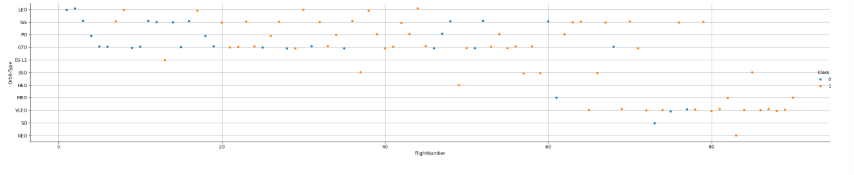 LEO
ISS
PO
GTO
ES-L1
SSO
HEO
MEO
VLEO
SO
GEO
Orbit-Type
0
20
40
60
80
FlightNumber
Class
0
1